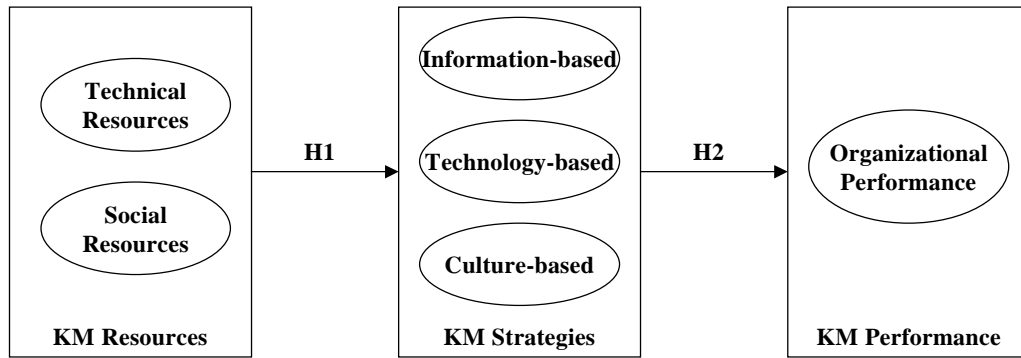 Technical
Resources
Social
Resources
KM Resources
H1
Information-based
Technology-based
Culture-based
KM Strategies
H2
Organizational
Performance
KM Performance